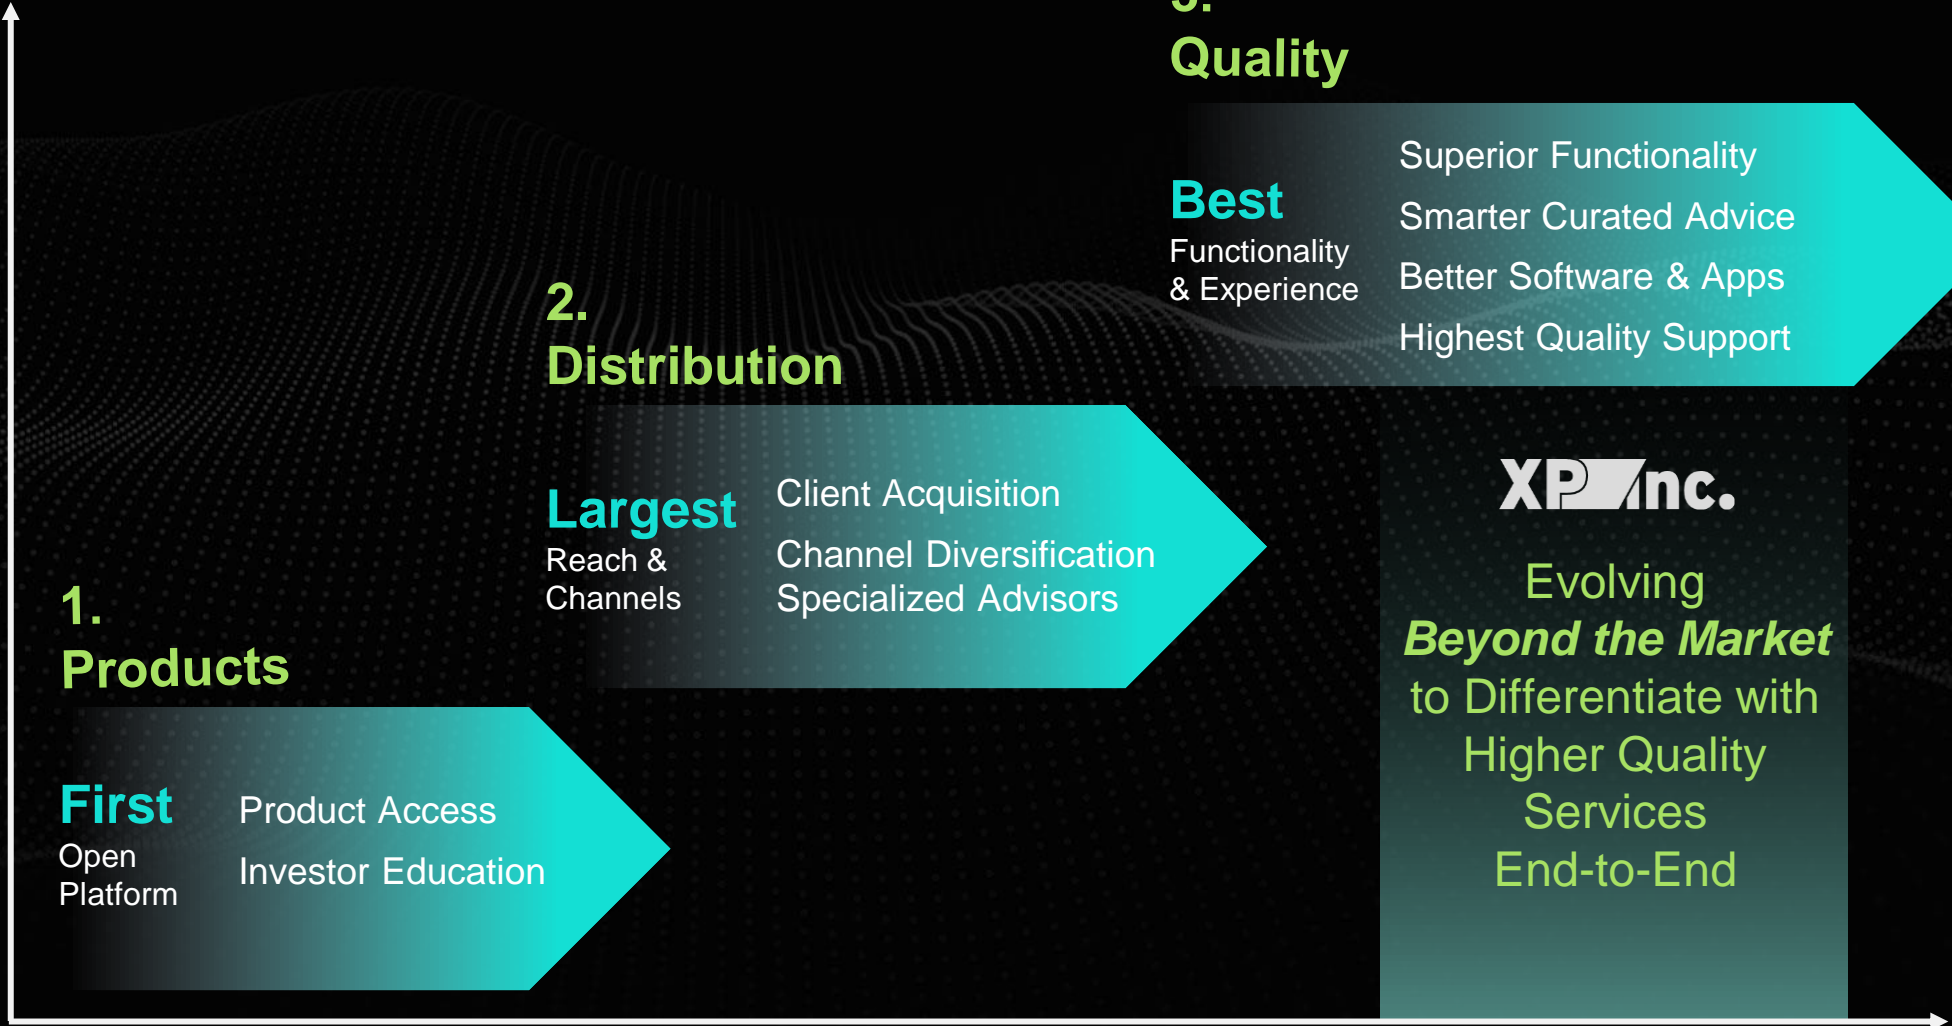 3.
Quality
Best
Functionality
& Experience
Superior Functionality
Smarter Curated Advice
Better Software & Apps
Highest Quality Support
2.
Distribution
Largest
Reach &
Channels
Client Acquisition
Channel Diversification
Specialized Advisors
1.
Products
First
Open
Platform
Product Access
Investor Education
XP Inc.
Evolving
Beyond the Market
to Differentiate with
Higher Quality
Services
End-to-End